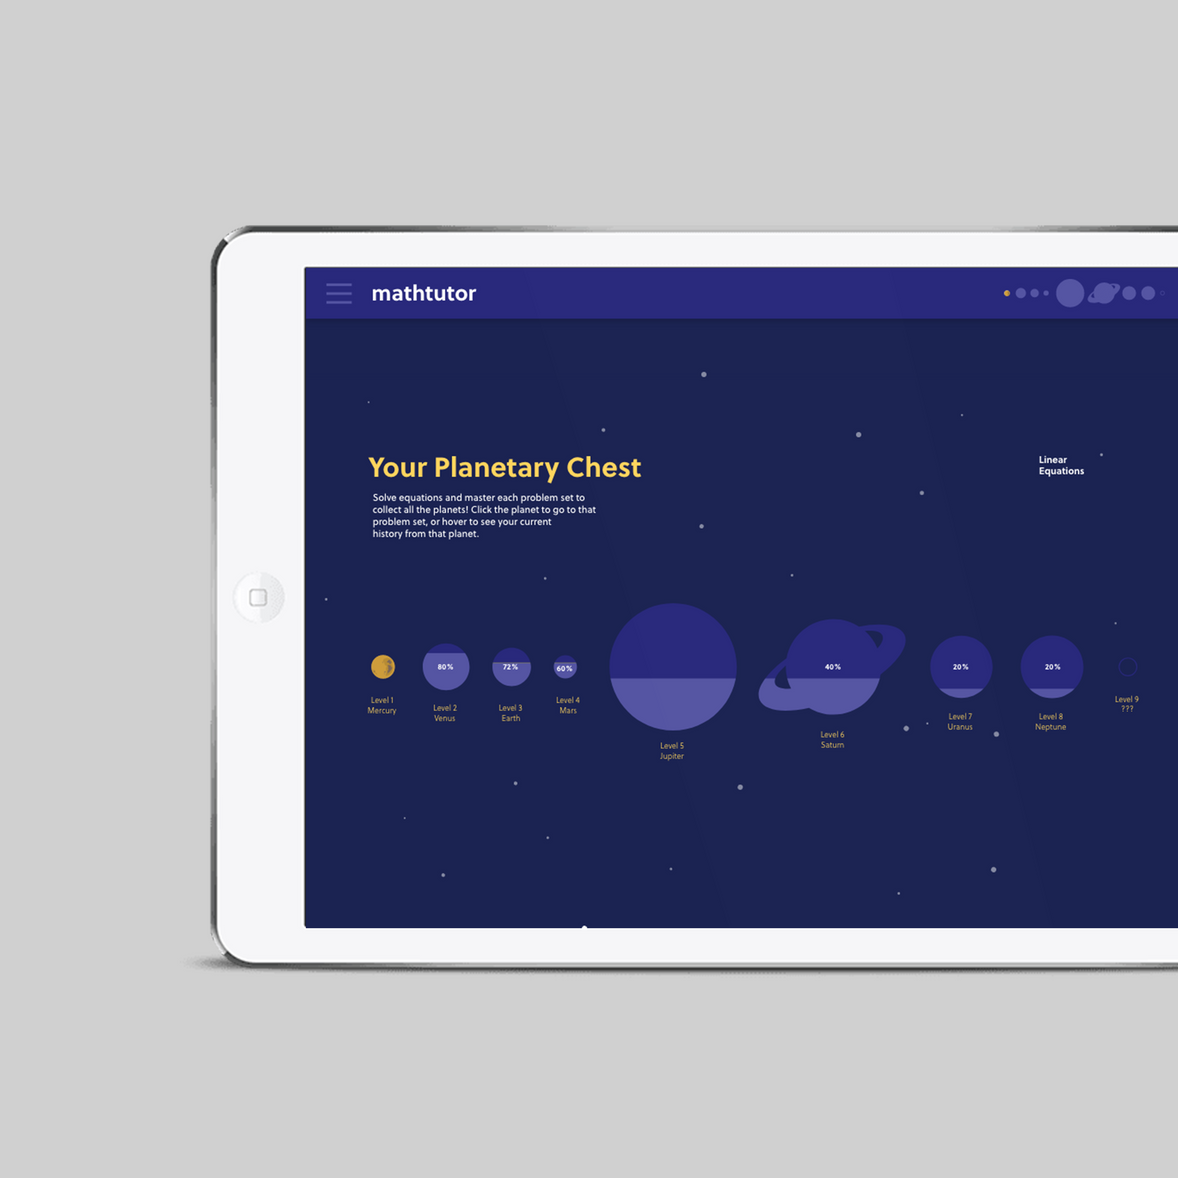 mathtutor
Your Planetary Chest
Solve equations and master each problem set to
collect all the planets! Click the planet to go to that
problem set, or hover to see your current
history from that planet.
Linear
Equations
80%
72%
60%
40%
20%
20%
Level 1
Mercury
Level 2
Venus
Level 3
Earth
Level 4
Mars
Level 5
Jupiter
Level 6
Saturn
Level 7
Uranus
Level 8
Neptune
Level 9
???